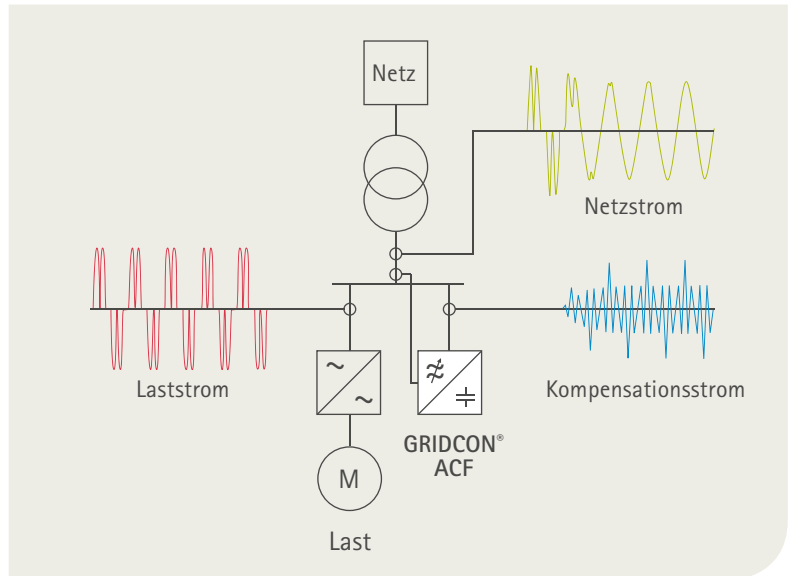 Netz
Netzstrom
Laststrom
Kompensationsstrom
GRIDCON®
ACF
M
Last